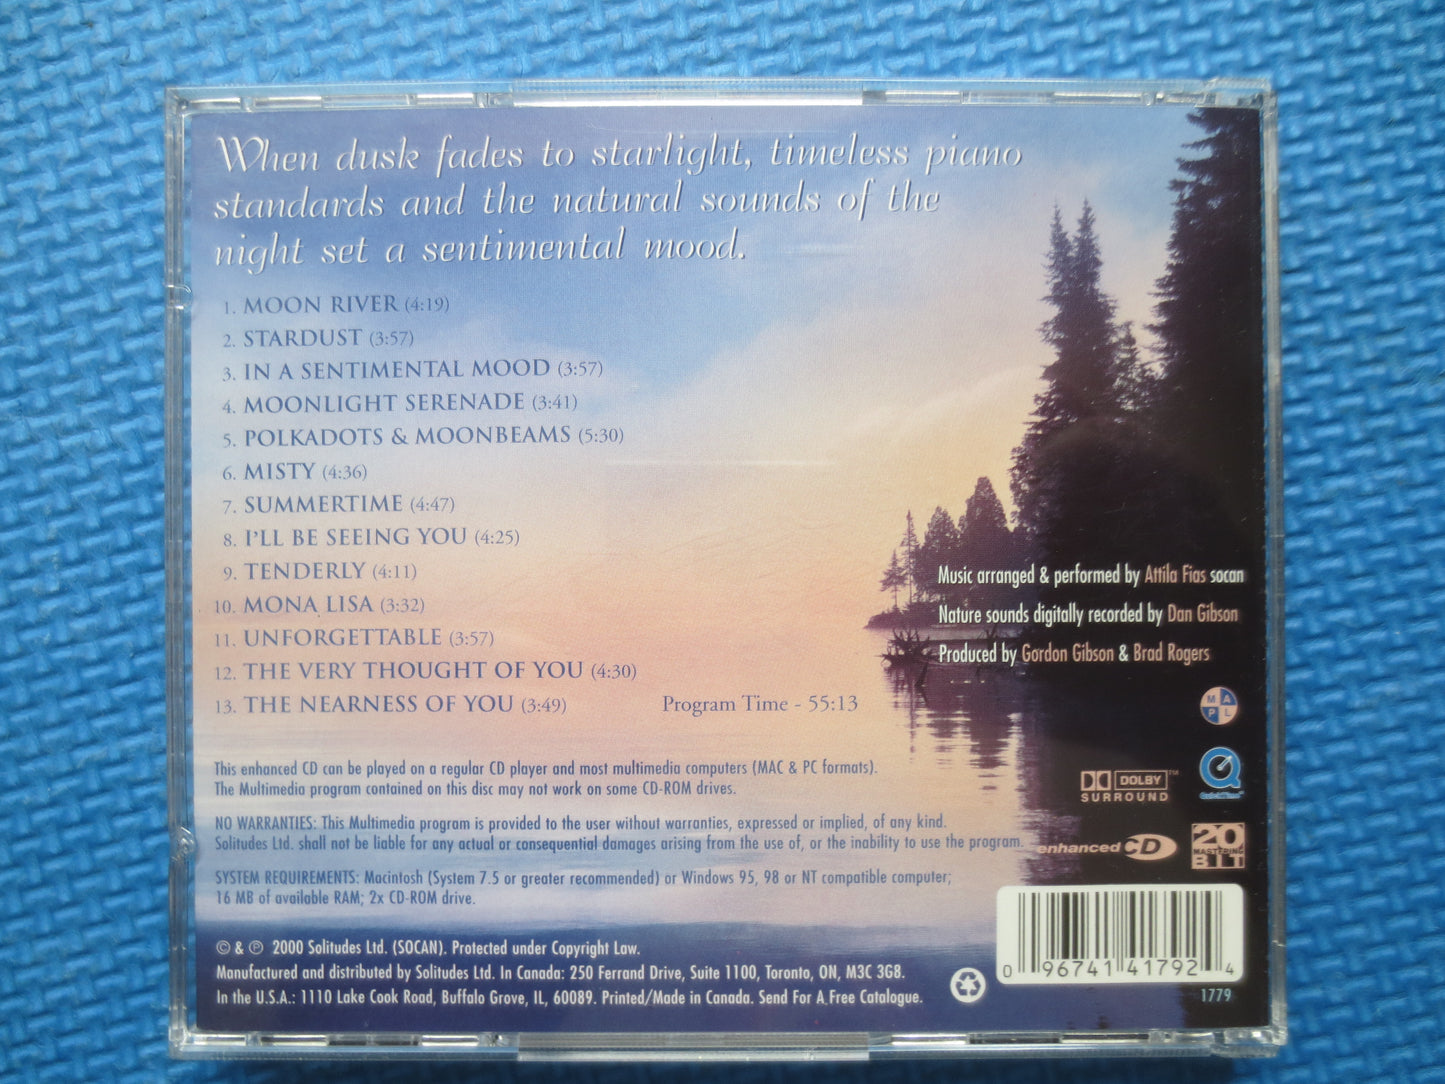 When dusk fades to starlight, timeless piano
standards and the natural sounds of the
night set a sentimental mood.
1. MOON RIVER (4:19)
2. STARDUST (3:57)
3. IN A SENTIMENTAL MOOD (3:57)
4. MOONLIGHT SERENADE (3:41)
5. POLKADOTS & MOONBEAMS (5:30)
6. MISTY (4:36)
7. SUMMERTIME (4:47)
8. I'LL BE SEEING YOU (4:25)
9. TENDERLY (4:11)
10. MONA LISA (3:32)
11. UNFORGETTABLE (3:57)
12. THE VERY THOUGHT OF YOU (4:30)
13. THE NEARNESS OF YOU (3:49)
Program Time - 55:13
Music arranged & performed by Attila Fias SOCAN
Nature sounds digitally recorded by Dan Gibson
Produced by Gordon Gibson & Brad Rogers
M A
P L
QuickTime™
DOLBY™
SURROUND
enhanced CD
20
MASTERING
BIT
This enhanced CD can be played on a regular CD player and most multimedia computers (MAC & PC formats).
The Multimedia program contained on this disc may not work on some CD-ROM drives.
NO WARRANTIES: This Multimedia program is provided to the user without warranties, expressed or implied, of any kind.
Solitudes Ltd. shall not be liable for any actual or consequential damages arising from the use of, or the inability to use the program.
SYSTEM REQUIREMENTS: Macintosh (System 7.5 or greater recommended) or Windows 95, 98 or NT compatible computer;
16 MB of available RAM; 2x CD-ROM drive.
© & ℗ 2000 Solitudes Ltd. (SOCAN). Protected under Copyright Law.
Manufactured and distributed by Solitudes Ltd. In Canada: 250 Ferrand Drive, Suite 1100, Toronto, ON, M3C 3G8.
In the U.S.A.: 1110 Lake Cook Road, Buffalo Grove, IL, 60089. Printed/Made in Canada. Send For A Free Catalogue.
0 96741 41792 4
1779